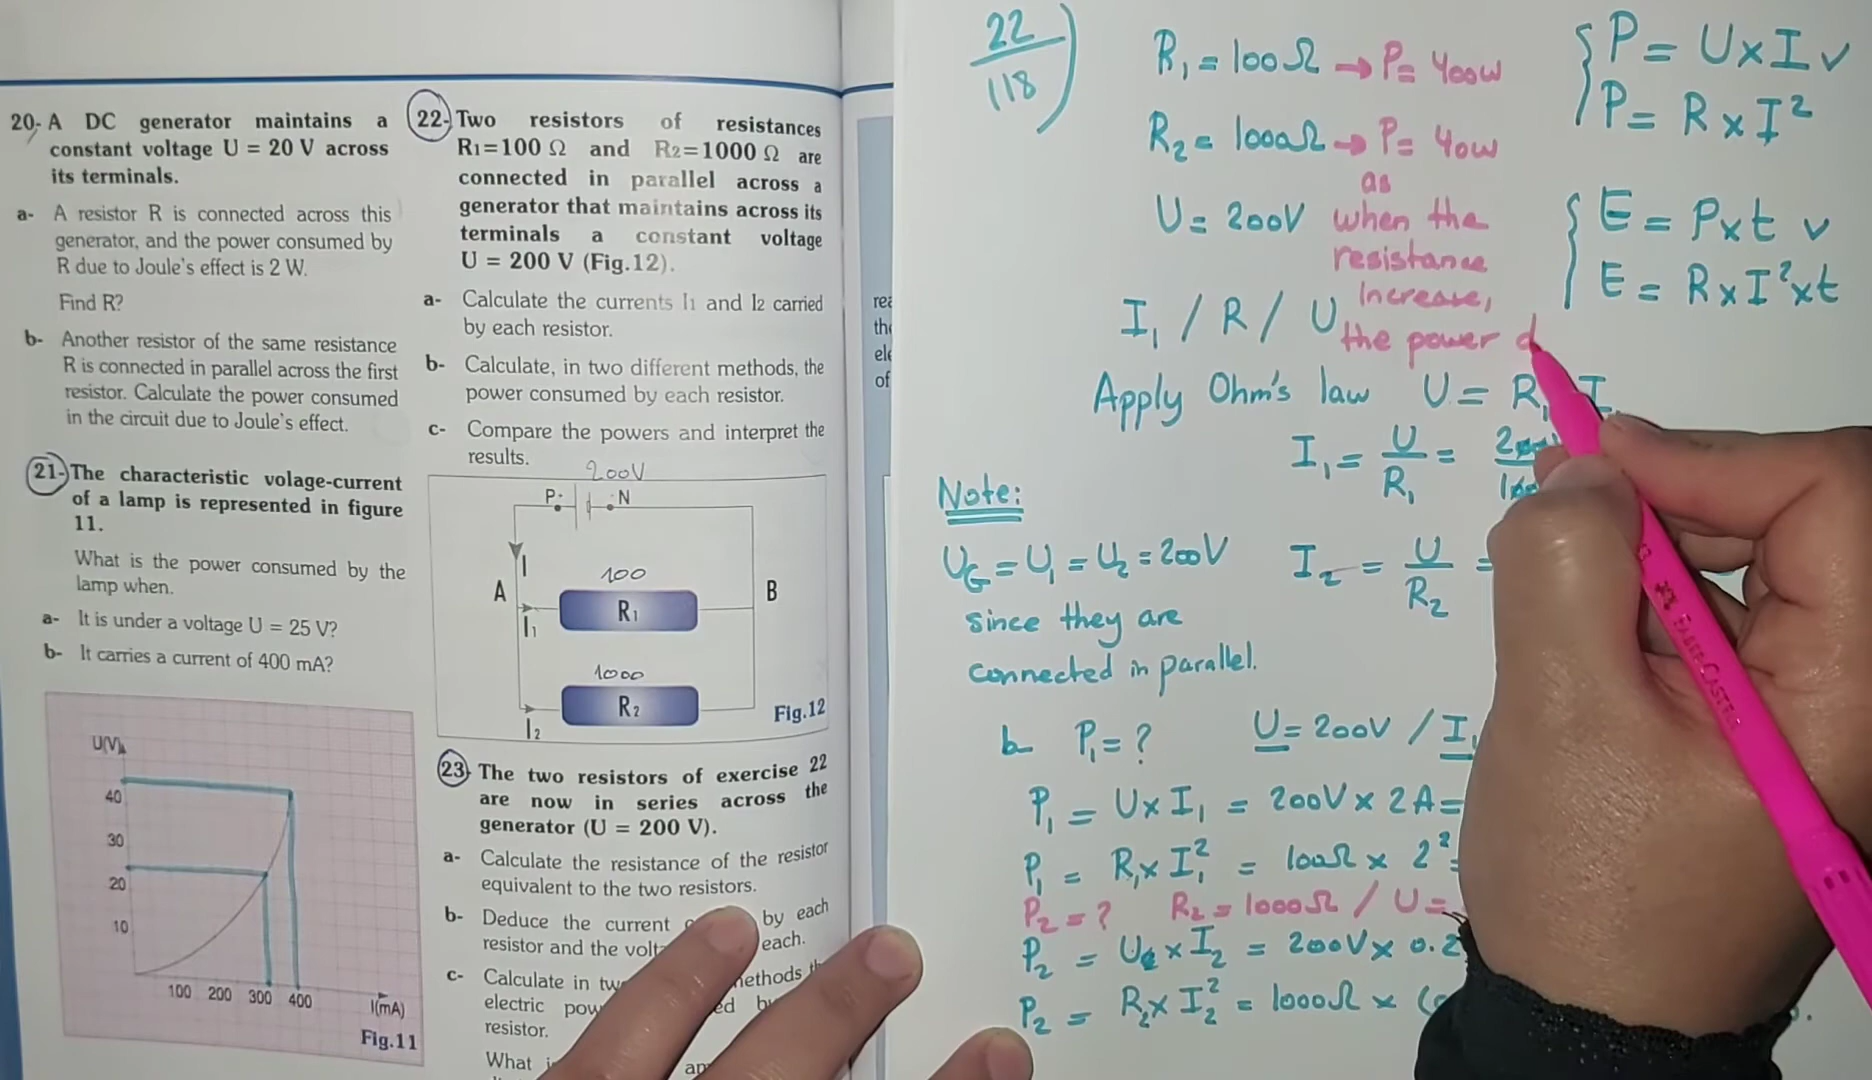 20- A DC generator maintains a
constant voltage U = 20 V across
its terminals.
a- A resistor R is connected across this
generator, and the power consumed by
R due to Joule's effect is 2 W.
Find R?
b- Another resistor of the same resistance
R is connected in parallel across the first
resistor. Calculate the power consumed
in the circuit due to Joule's effect.
21- The characteristic volage-current
of a lamp is represented in figure
11.
What is the power consumed by the
lamp when.
a- It is under a voltage U = 25 V?
b- It carries a current of 400 mA?
U(V)
40
30
20
10
100 200 300 400
I(mA)
Fig.11
22- Two resistors of resistances
R1=100 Ω and R2=1000 Ω are
connected in parallel across a
generator that maintains across its
terminals a constant voltage
U = 200 V (Fig.12).
a- Calculate the currents I1 and I2 carried
by each resistor.
b- Calculate, in two different methods, the
power consumed by each resistor.
c- Compare the powers and interpret the
results.
200V
P N
I
A B
100
R1
I1
1000
R2
I2
Fig.12
23- The two resistors of exercise 22
are now in series across the
generator (U = 200 V).
a- Calculate the resistance of the resistor
equivalent to the two resistors.
b- Deduce the current by each
resistor and the each.
c- Calculate in
electric
resistor.
What
the
of
22/118)
R₁ = 100Ω → P = 400w
R₂ = 1000Ω → P = 40w
as
U = 200V when the
resistance
Increase,
I₁ / R / U the power d
P = U x I v
P = R x I²
E = P x t v
E = R x I² x t
Apply Ohm's law U = R₁ I
I₁ = U/R₁ =
Note:
U_G = U₁ = U₂ = 200V I₂ = U/R₂ =
since they are
connected in parallel.
b P₁ = ? U = 200V / I₁
P₁ = U x I₁ = 200V x 2A =
P₁ = R₁ x I₁² = 100Ω x 2² =
P₂ = ? R₂ = 1000Ω / U =
P₂ = U₂ x I₂ = 200V x 0.2
P₂ = R₂ x I₂² = 1000Ω x (
FABER-CASTELL